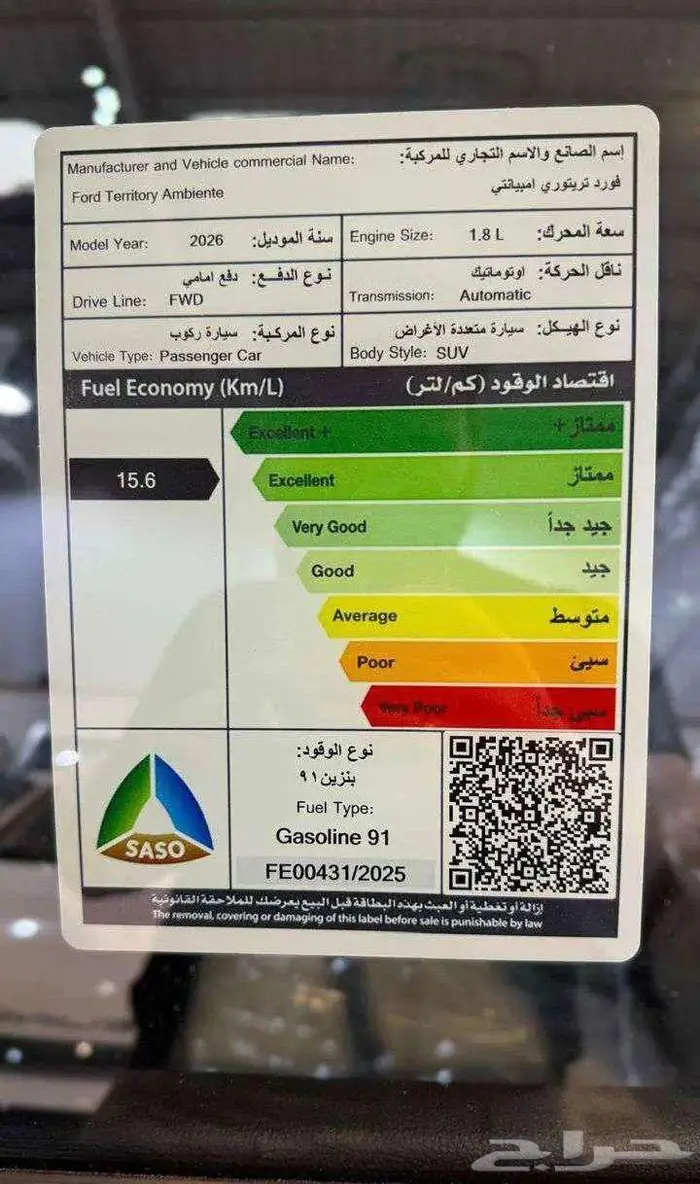 Manufacturer and Vehicle commercial Name: إسم الصانع والاسم التجاري للمركبة:
Ford Territory Ambiente فورد تريتوري امبيانتي
Model Year: 2026 سنة الموديل:
Engine Size: 1.8 L سعة المحرك:
نوع الدفع: دفع امامي
Drive Line: FWD
ناقل الحركة: اوتوماتيك
Transmission: Automatic
نوع المركبة: سيارة ركوب
Vehicle Type: Passenger Car
نوع الهيكل: سيارة متعددة الأغراض
Body Style: SUV
Fuel Economy (Km/L) اقتصاد الوقود (كم/لتر)
Excellent + ممتاز +
15.6
Excellent ممتاز
Very Good جيد جداً
Good جيد
Average متوسط
Poor سيئ
Very Poor سيئ جداً
SASO
نوع الوقود:
بنزين ٩١
Fuel Type:
Gasoline 91
FE00431/2025
إزالة أو تغطية أو العبث بهذه البطاقة قبل البيع يعرضك للملاحقة القانونية
The removal, covering or damaging of this label before sale is punishable by law
حراج